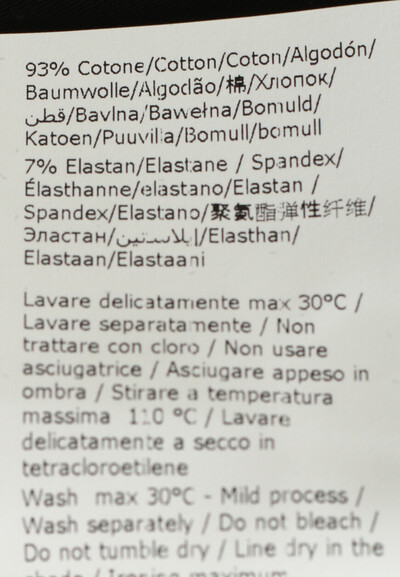 93% Cotone/Cotton/Coton/Algodón/
Baumwolle/Algodão/棉/Хлопок/
قطن/Bavlna/Bawełna/Bomuld/
Katoen/Puuvilla/Bomull/bomull
7% Elastan/Elastane / Spandex/
Élasthanne/elastano/Elastan /
Spandex/Elastano/聚氨酯弹性纤维/
Эластан/إيلاستين/Elasthan/
Elastaan/Elastaani
Lavare delicatamente max 30°C /
Lavare separatamente / Non
trattare con cloro / Non usare
asciugatrice / Asciugare appeso in
ombra / Stirare a temperatura
massima 110 °C / Lavare
delicatamente a secco in
tetracloroetilene
Wash max 30°C - Mild process /
Wash separately / Do not bleach /
Do not tumble dry / Line dry in the
shade / Ironing maximum